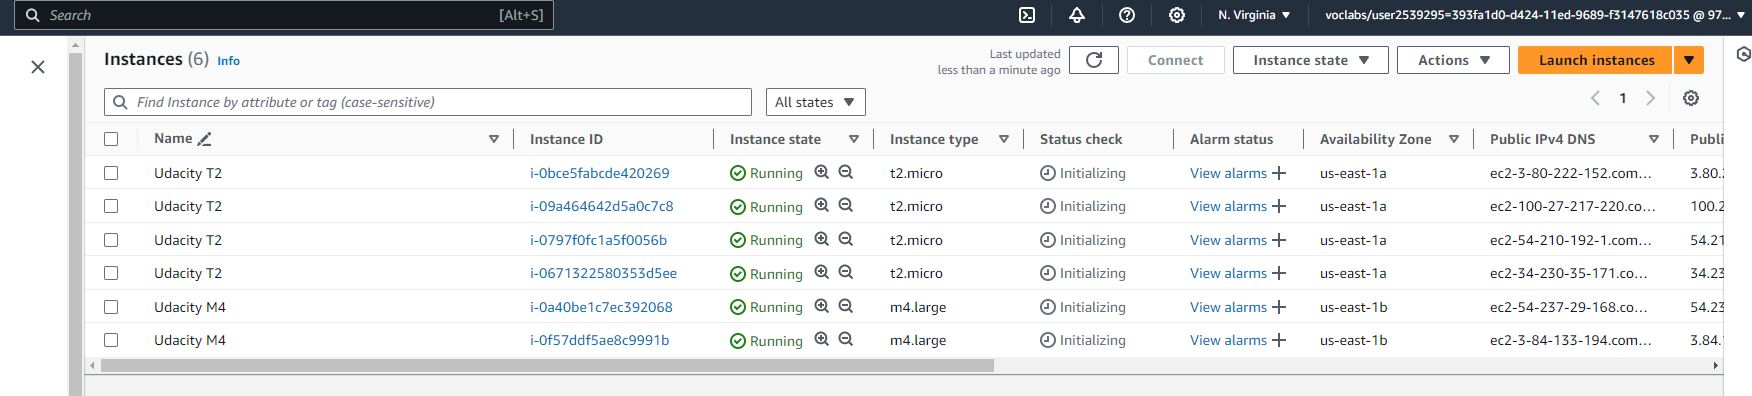 Search [Alt+S] N. Virginia voclabs/user2539295=393fa1d0-d424-11ed-9689-f3147618c035 @ 97...
Instances (6) Info Last updated less than a minute ago Connect Instance state Actions Launch instances
Find Instance by attribute or tag (case-sensitive) All states 1
Name Instance ID Instance state Instance type Status check Alarm status Availability Zone Public IPv4 DNS Publi
Udacity T2 i-0bce5fabcde420269 Running t2.micro Initializing View alarms + us-east-1a ec2-3-80-222-152.com... 3.80.2
Udacity T2 i-09a464642d5a0c7c8 Running t2.micro Initializing View alarms + us-east-1a ec2-100-27-217-220.co... 100.2
Udacity T2 i-0797f0fc1a5f0056b Running t2.micro Initializing View alarms + us-east-1a ec2-54-210-192-1.com... 54.21
Udacity T2 i-0671322580353d5ee Running t2.micro Initializing View alarms + us-east-1a ec2-34-230-35-171.co... 34.23
Udacity M4 i-0a40be1c7ec392068 Running m4.large Initializing View alarms + us-east-1b ec2-54-237-29-168.com... 54.23
Udacity M4 i-0f57ddf5ae8c9991b Running m4.large Initializing View alarms + us-east-1b ec2-3-84-133-194.com... 3.84.1